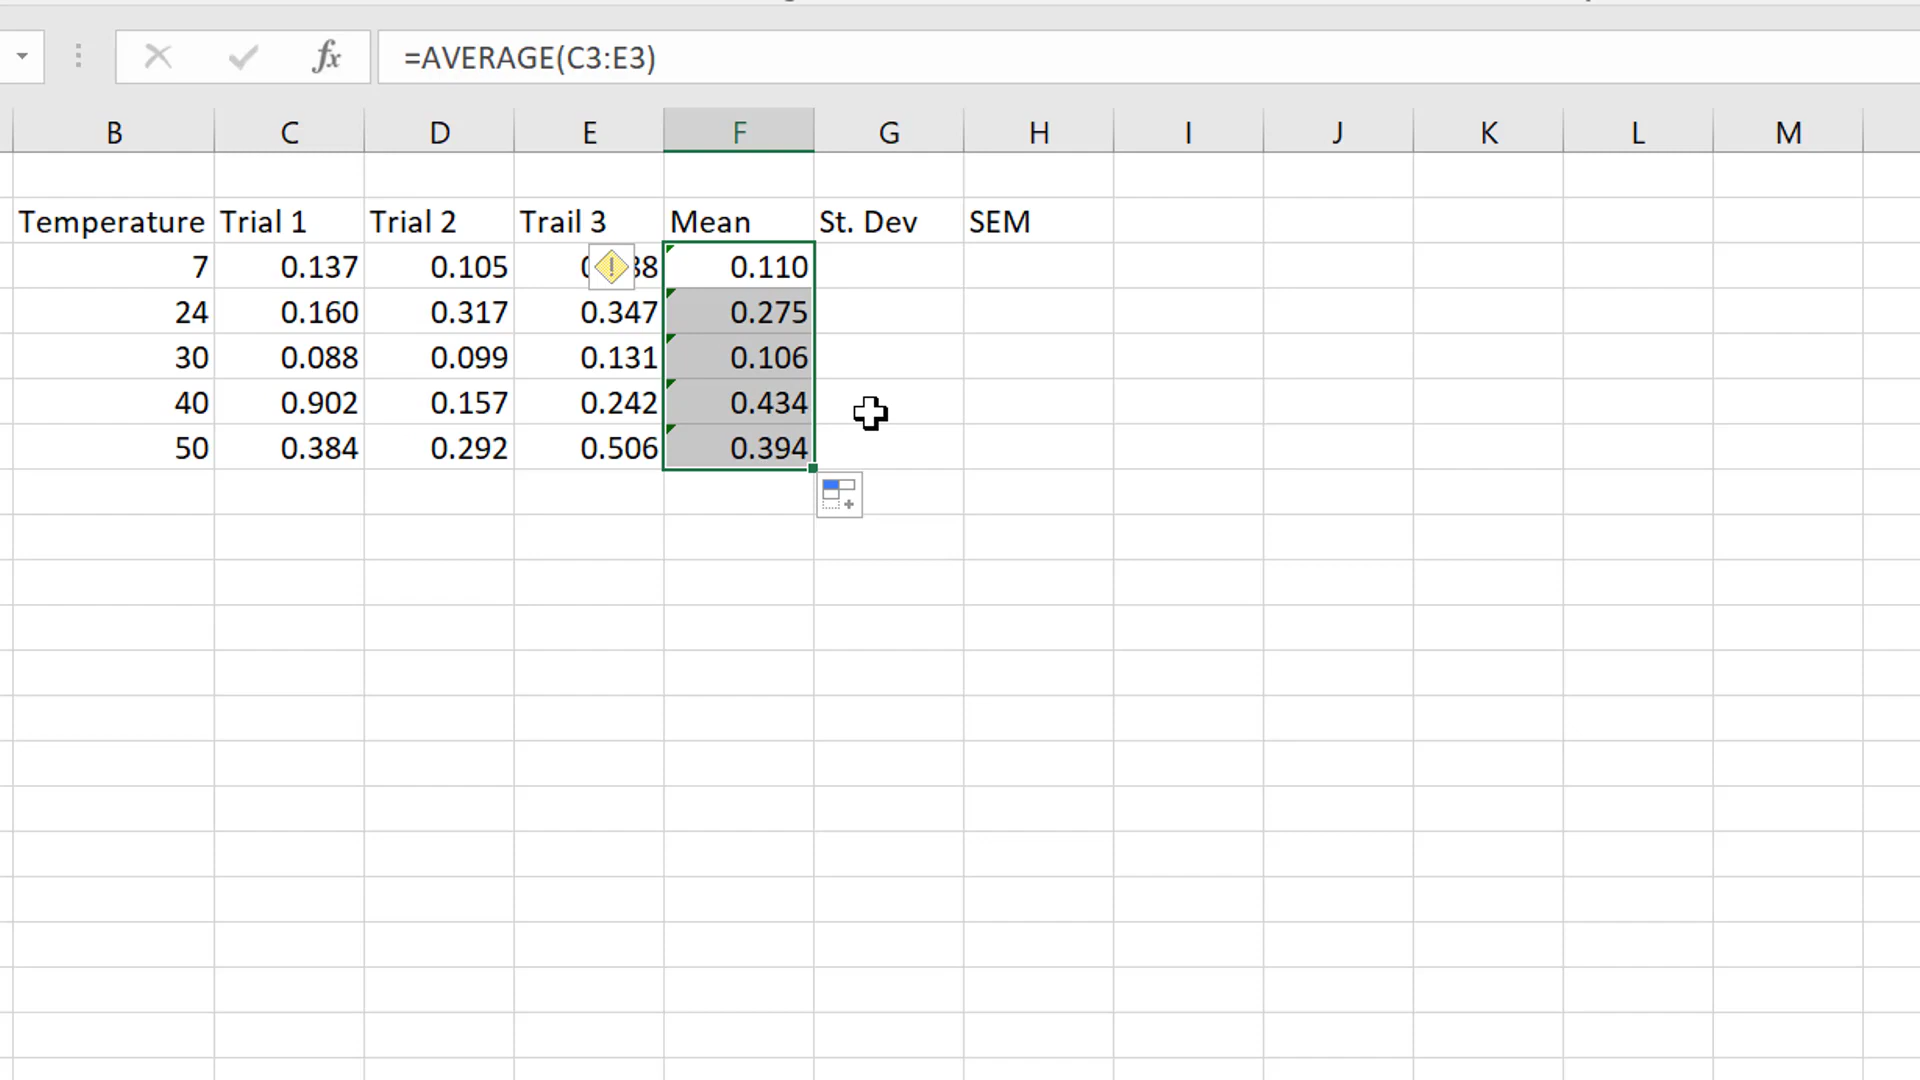 fx =AVERAGE(C3:E3)
B C D E F G H I J K L M
Temperature Trial 1 Trial 2 Trail 3 Mean St. Dev SEM
7 0.137 0.105 0.110
24 0.160 0.317 0.347 0.275
30 0.088 0.099 0.131 0.106
40 0.902 0.157 0.242 0.434
50 0.384 0.292 0.506 0.394